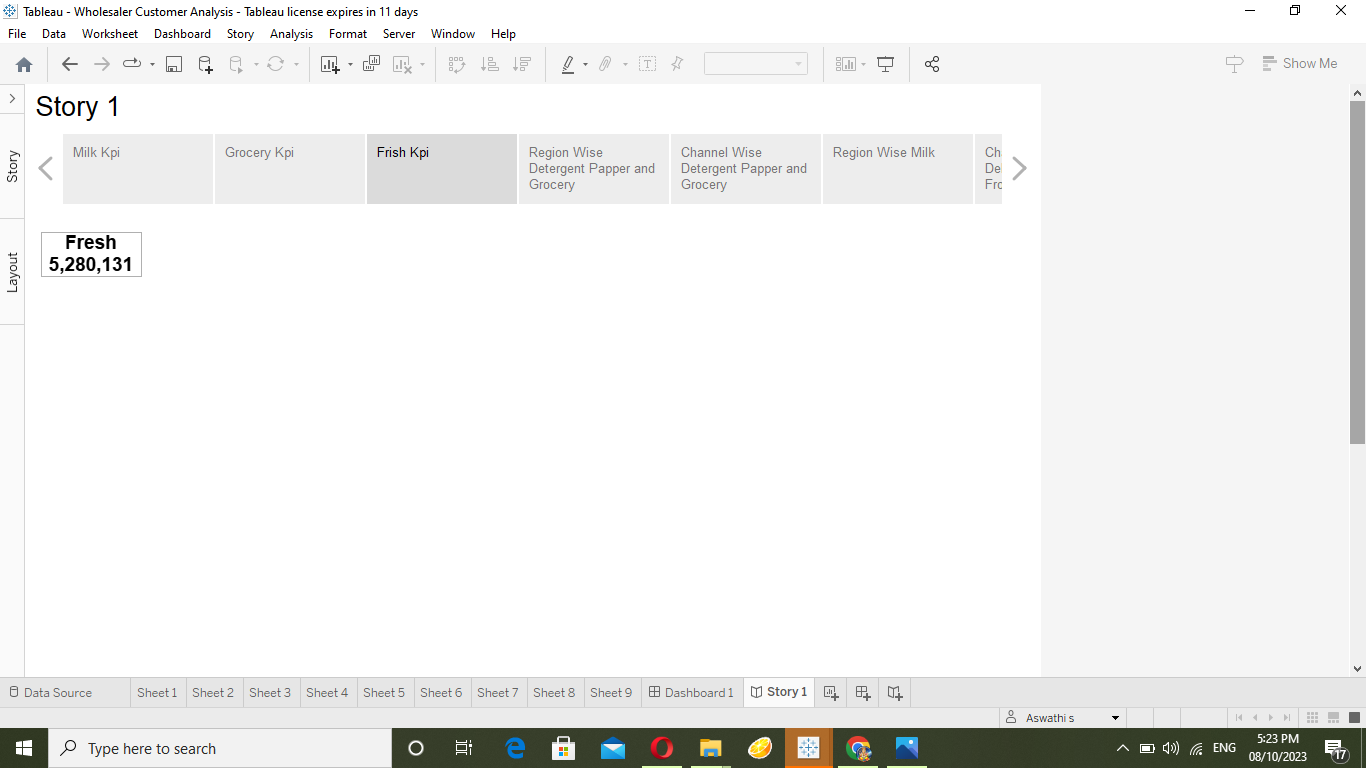 Tableau - Wholesaler Customer Analysis - Tableau license expires in 11 days
File Data Worksheet Dashboard Story Analysis Format Server Window Help
Show Me
Story
Layout
Story 1
Milk Kpi
Grocery Kpi
Frish Kpi
Region Wise
Detergent Papper and
Grocery
Channel Wise
Detergent Papper and
Grocery
Region Wise Milk
Fresh
5,280,131
Data Source Sheet 1 Sheet 2 Sheet 3 Sheet 4 Sheet 5 Sheet 6 Sheet 7 Sheet 8 Sheet 9 Dashboard 1 Story 1
Aswathi s
Type here to search
ENG
5:23 PM
08/10/2023
17